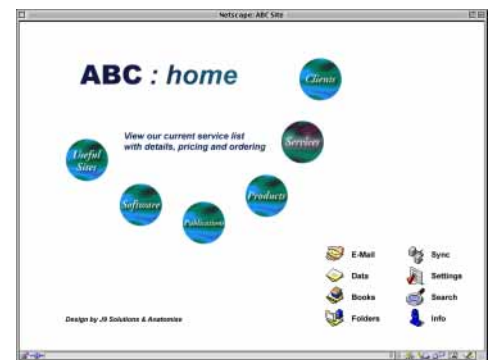 Netscape: ABC Site
ABC : home
Clients
View our current service list
with details, pricing and ordering
Services
Useful
Sites
Software
Publications
Products
E-Mail
Sync
Data
Settings
Books
Search
Folders
Info
Design by J9 Solutions & Anatomise